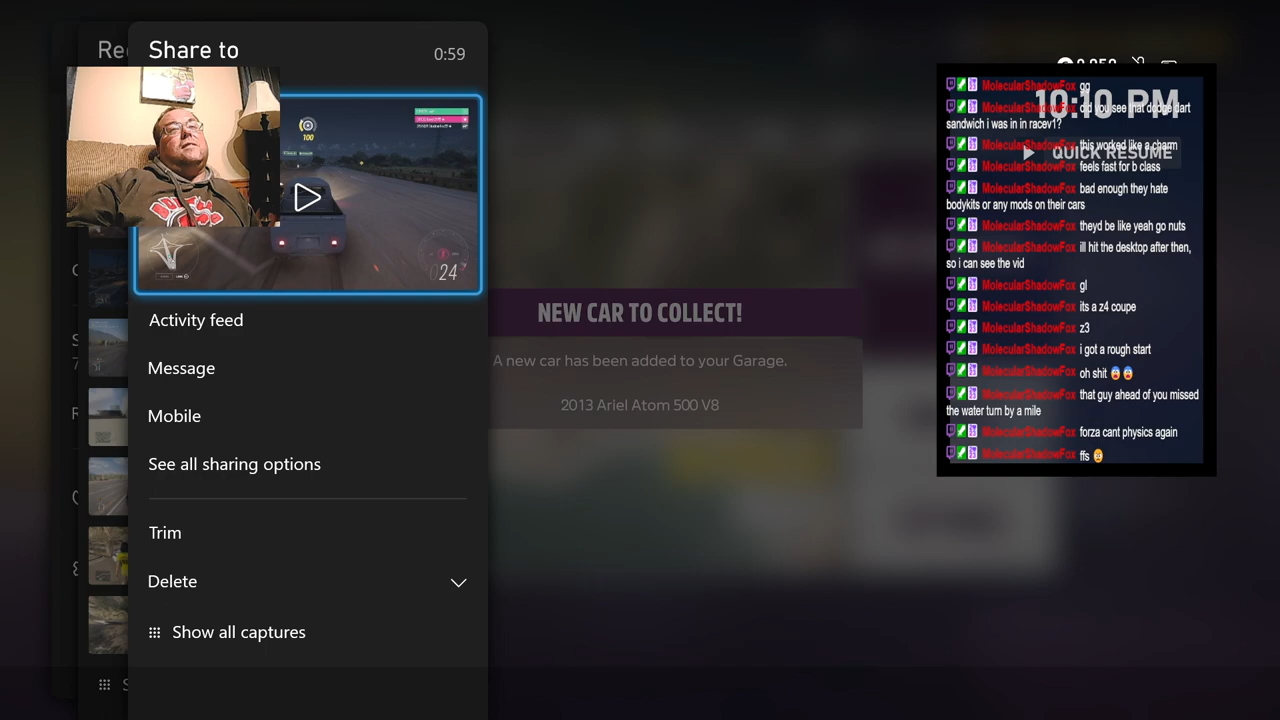 Share to
0:59
100
24
Activity feed
Message
Mobile
See all sharing options
Trim
Delete
Show all captures
NEW CAR TO COLLECT!
A new car has been added to your Garage.
2013 Ariel Atom 500 V8
10:10 PM
QUICK RESUME
MolecularShadowFox gg
MolecularShadowFox did you see that dodge dart
sandwich i was in in racev1?
MolecularShadowFox this worked like a charm
MolecularShadowFox feels fast for b class
MolecularShadowFox bad enough they hate
bodykits or any mods on their cars
MolecularShadowFox theyd be like yeah go nuts
MolecularShadowFox ill hit the desktop after then,
so i can see the vid
MolecularShadowFox gl
MolecularShadowFox its a z4 coupe
MolecularShadowFox z3
MolecularShadowFox i got a rough start
MolecularShadowFox oh shit 😨😨
MolecularShadowFox that guy ahead of you missed
the water turn by a mile
MolecularShadowFox forza cant physics again
MolecularShadowFox ffs 😳